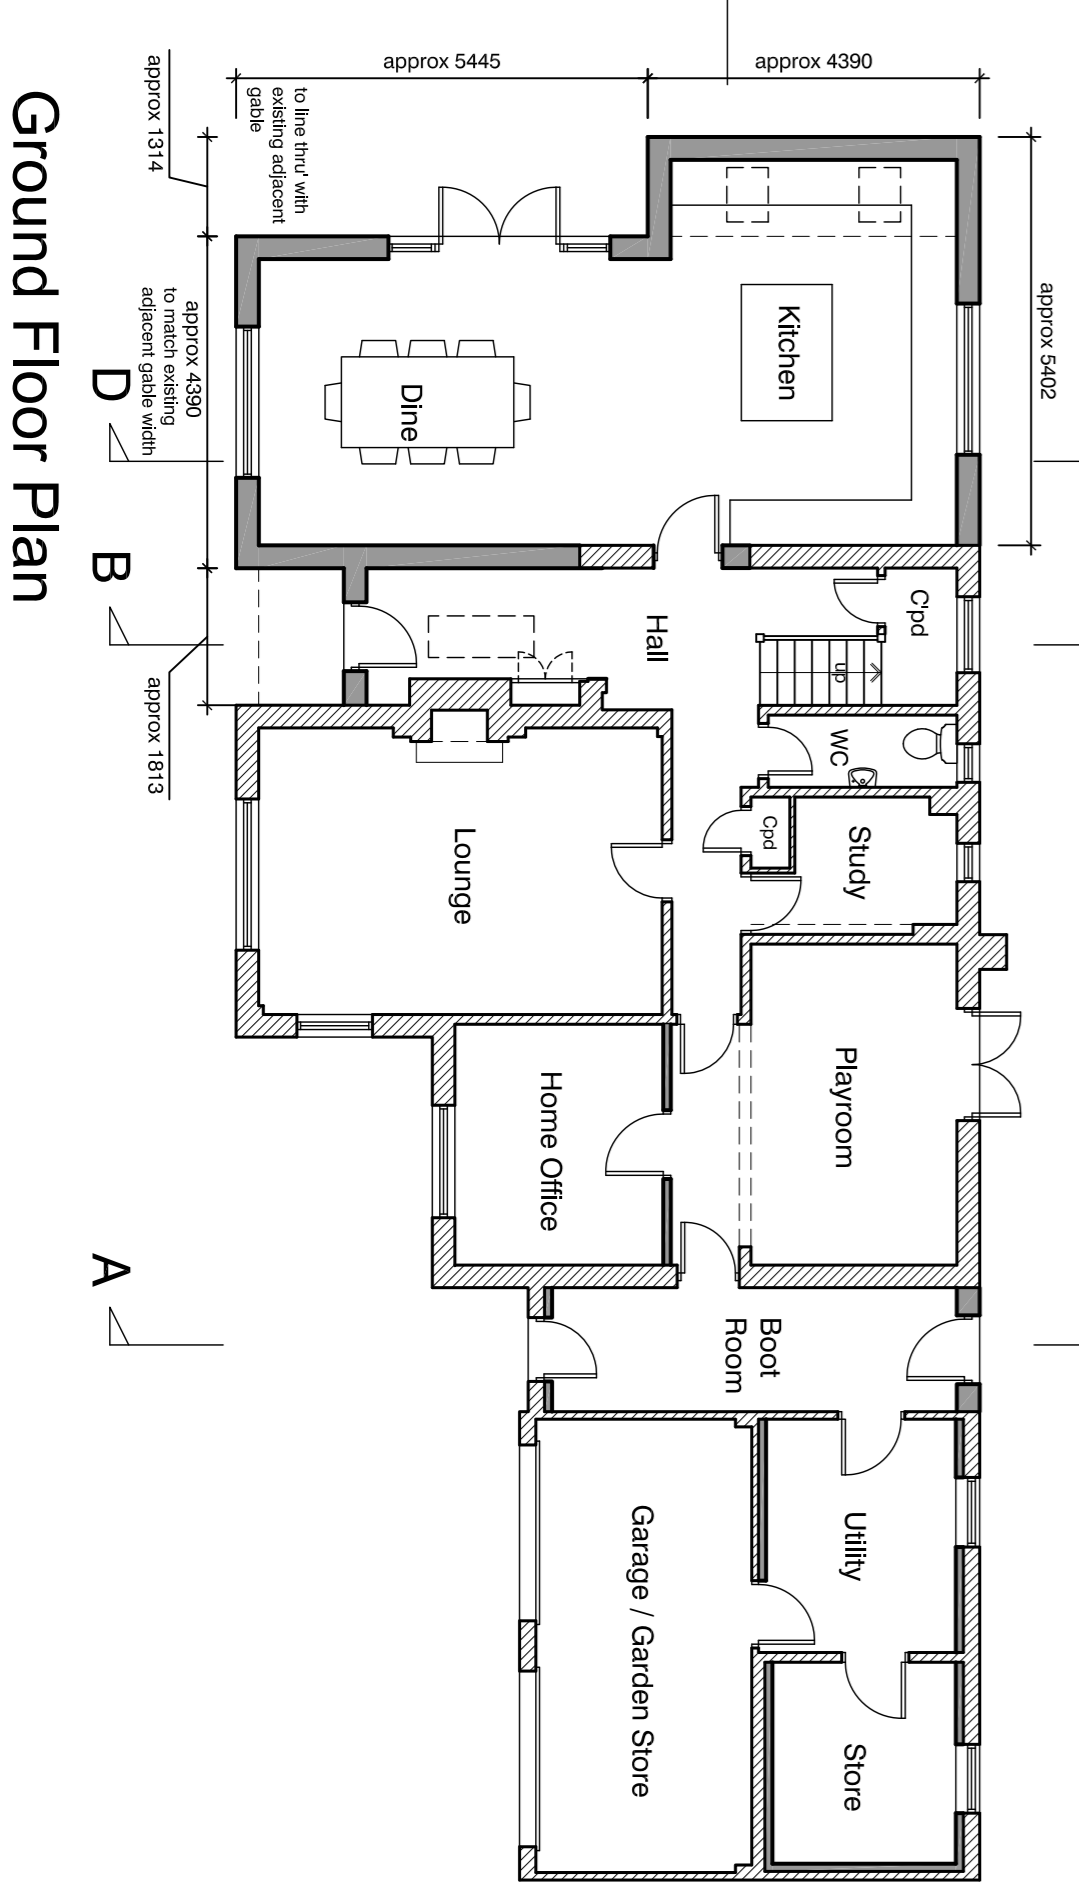 Ground Floor Plan
approx 5445
approx 4390
approx 5402
approx 1314
to line thru' with
existing adjacent
gable
approx 4390
to match existing
adjacent gable width
approx 1813
D
B
A
Kitchen
Dine
Hall
C'pd
up
WC
Cpd
Study
Lounge
Playroom
Home Office
Boot
Room
Utility
Garage / Garden Store
Store